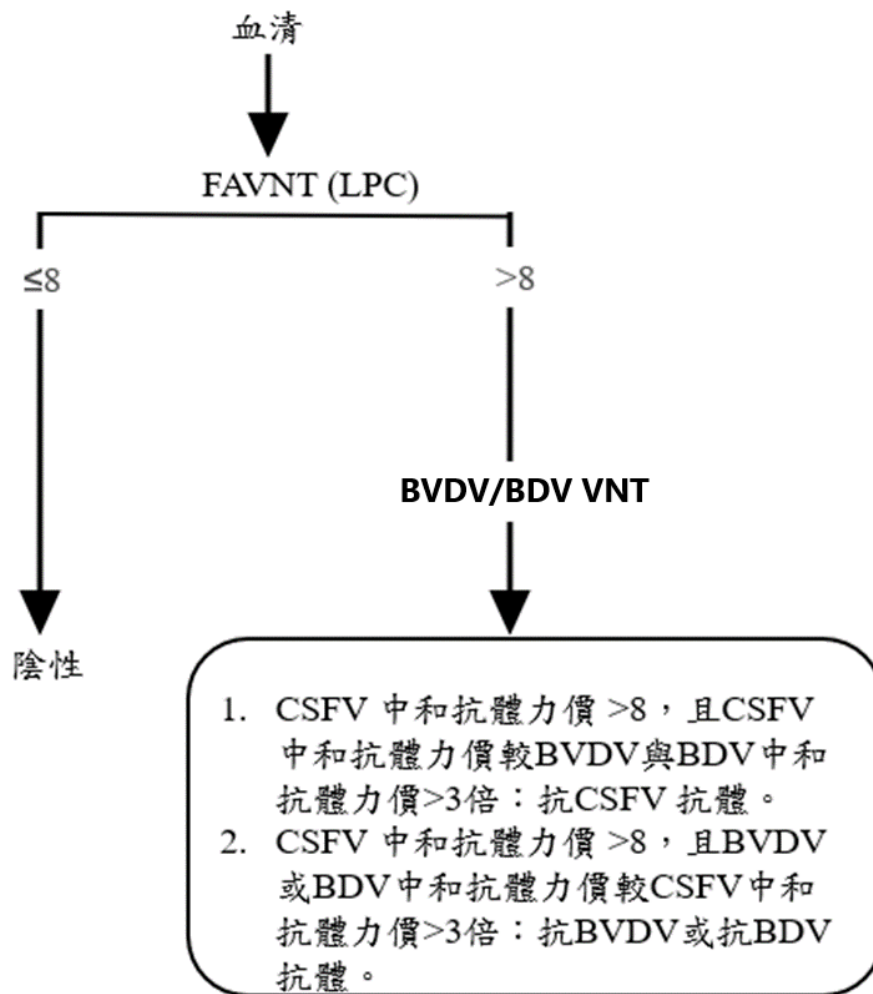 血清
FAVNT (LPC)
≦8
>8
BVDV/BDV VNT
陰性
1. CSFV 中和抗體力價 >8，且CSFV
中和抗體力價較BVDV與BDV中和
抗體力價>3倍：抗CSFV 抗體。
2. CSFV 中和抗體力價 >8，且BVDV
或BDV中和抗體力價較CSFV中和
抗體力價>3倍：抗BVDV或抗BDV
抗體。